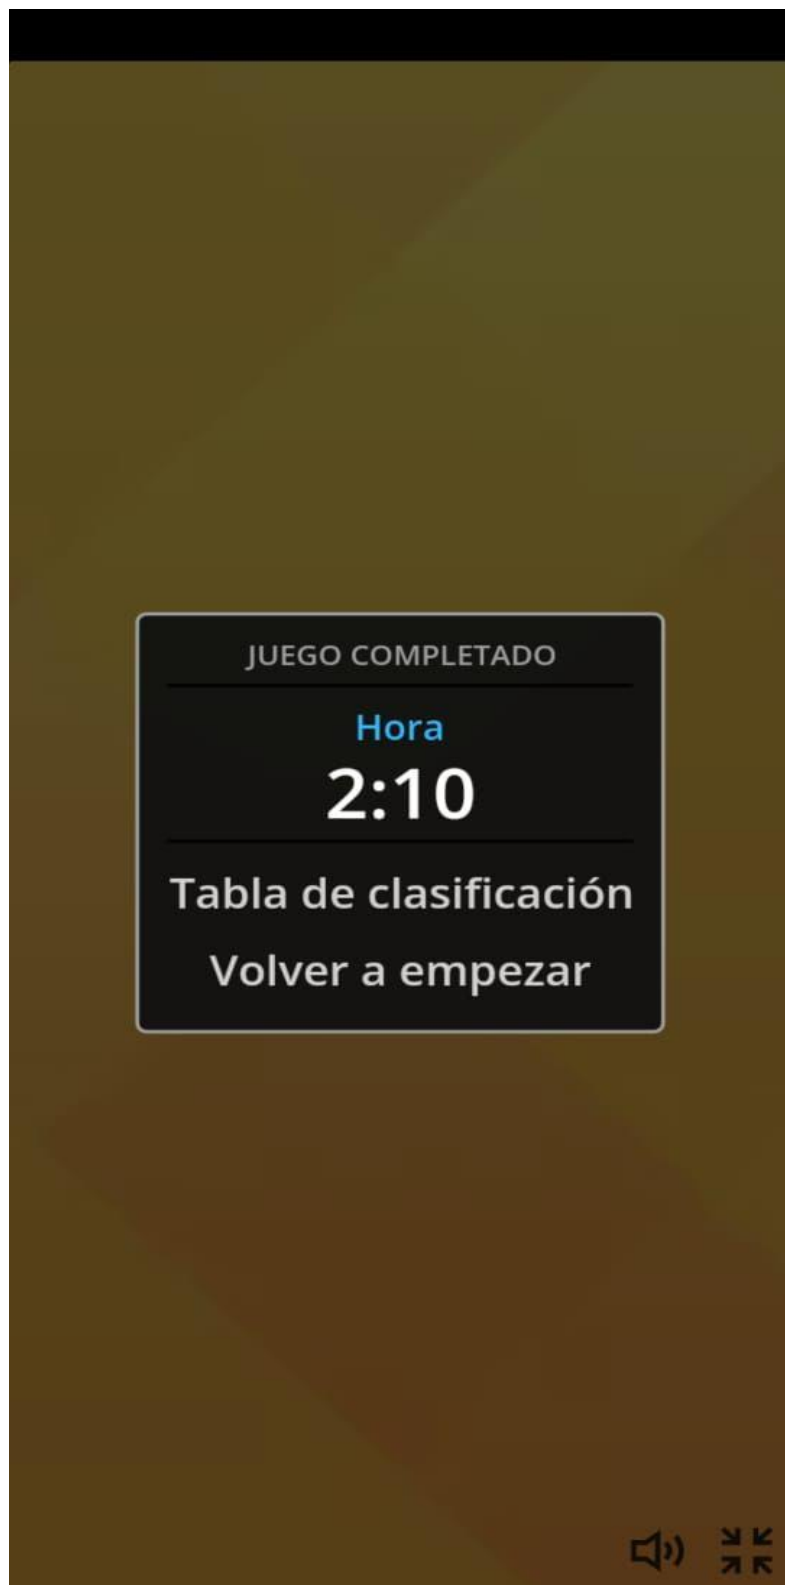 JUEGO COMPLETADO
Hora
2:10
Tabla de clasificación
Volver a empezar